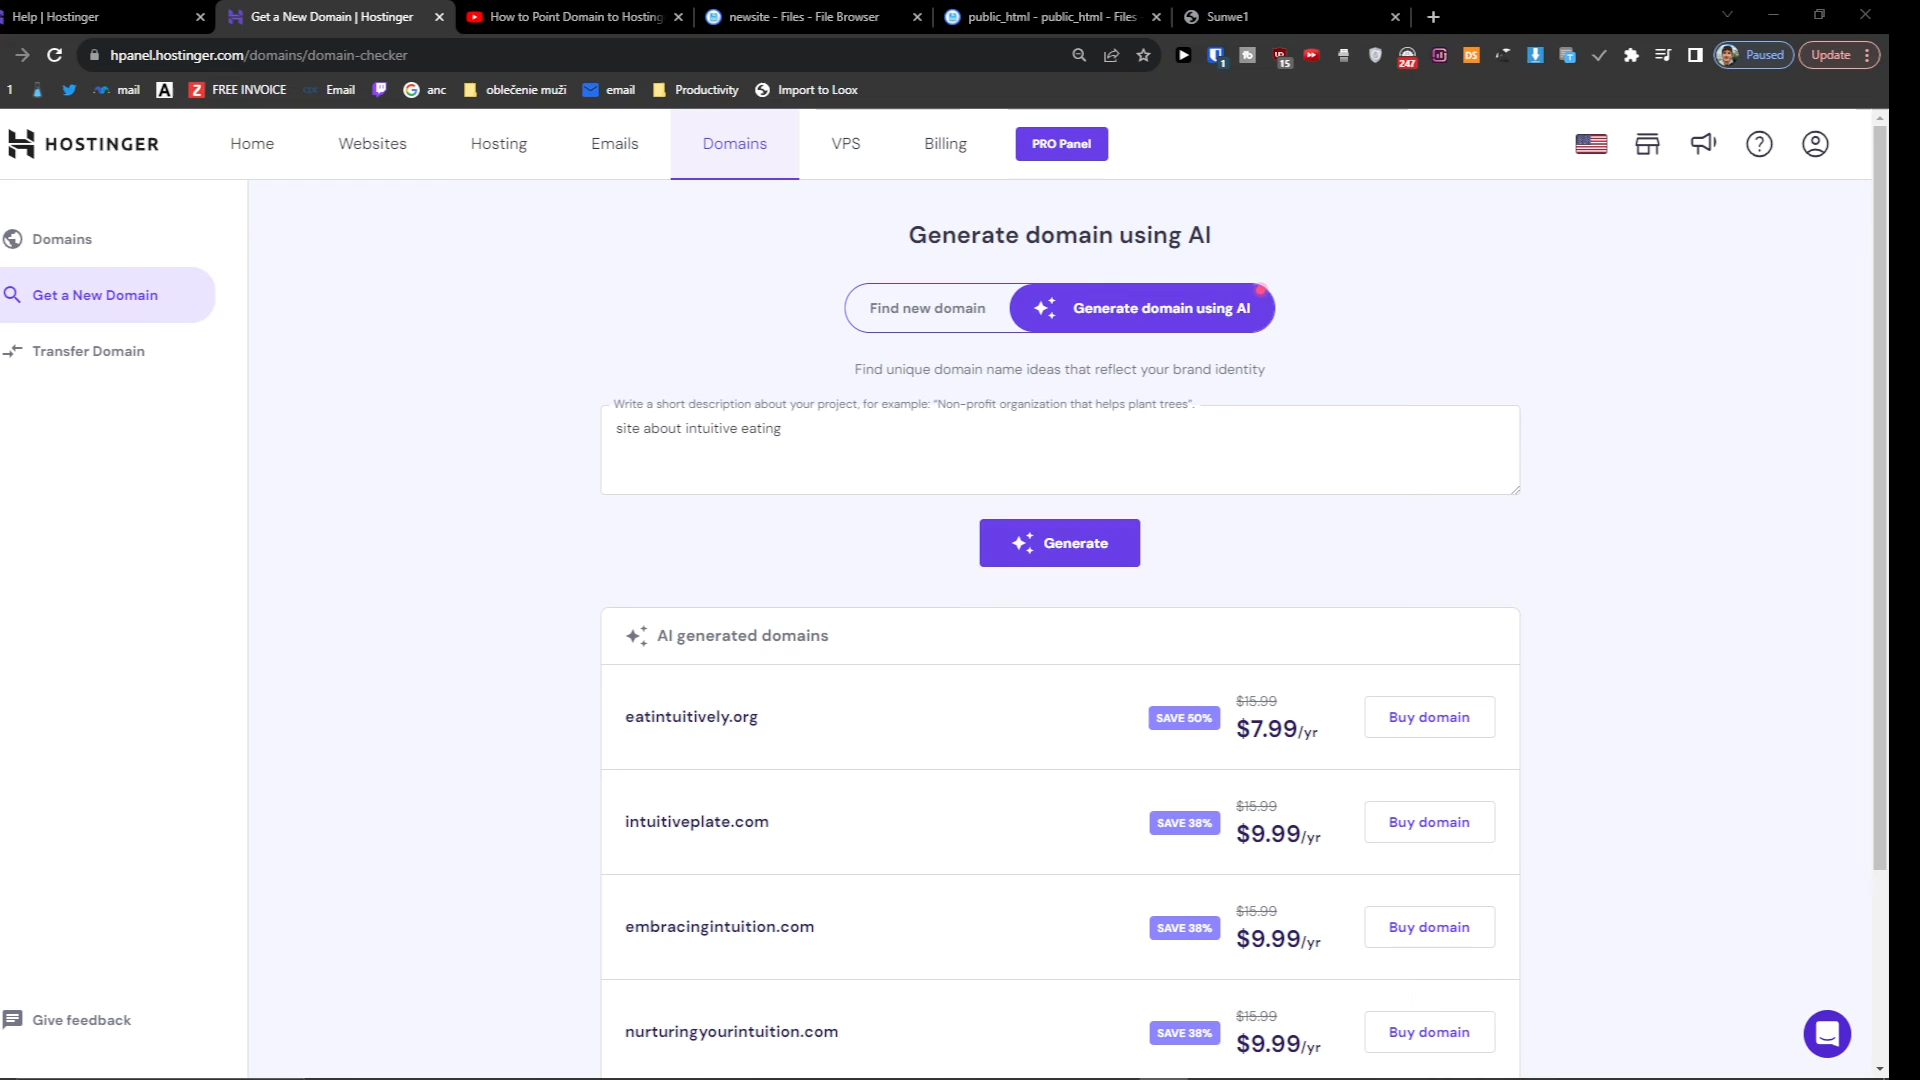 Help | Hostinger
Get a New Domain | Hostinger
How to Point Domain to Hosting
newsite - Files - File Browser
public_html - public_html - Files
Sunwe1
hpanel.hostinger.com/domains/domain-checker
1
15
247
DS
Paused
Update
1
mail
A
Z
FREE INVOICE
Email
anc
oblečenie muži
email
Productivity
Import to Loox
HOSTINGER
Home
Websites
Hosting
Emails
Domains
VPS
Billing
PRO Panel
Domains
Get a New Domain
Transfer Domain
Give feedback
Generate domain using AI
Find new domain
Generate domain using AI
Find unique domain name ideas that reflect your brand identity
Write a short description about your project, for example: "Non-profit organization that helps plant trees".
site about intuitive eating
Generate
AI generated domains
eatintuitively.org
SAVE 50%
$15.99
$7.99/yr
Buy domain
intuitiveplate.com
SAVE 38%
$15.99
$9.99/yr
Buy domain
embracingintuition.com
SAVE 38%
$15.99
$9.99/yr
Buy domain
nurturingyourintuition.com
SAVE 38%
$15.99
$9.99/yr
Buy domain